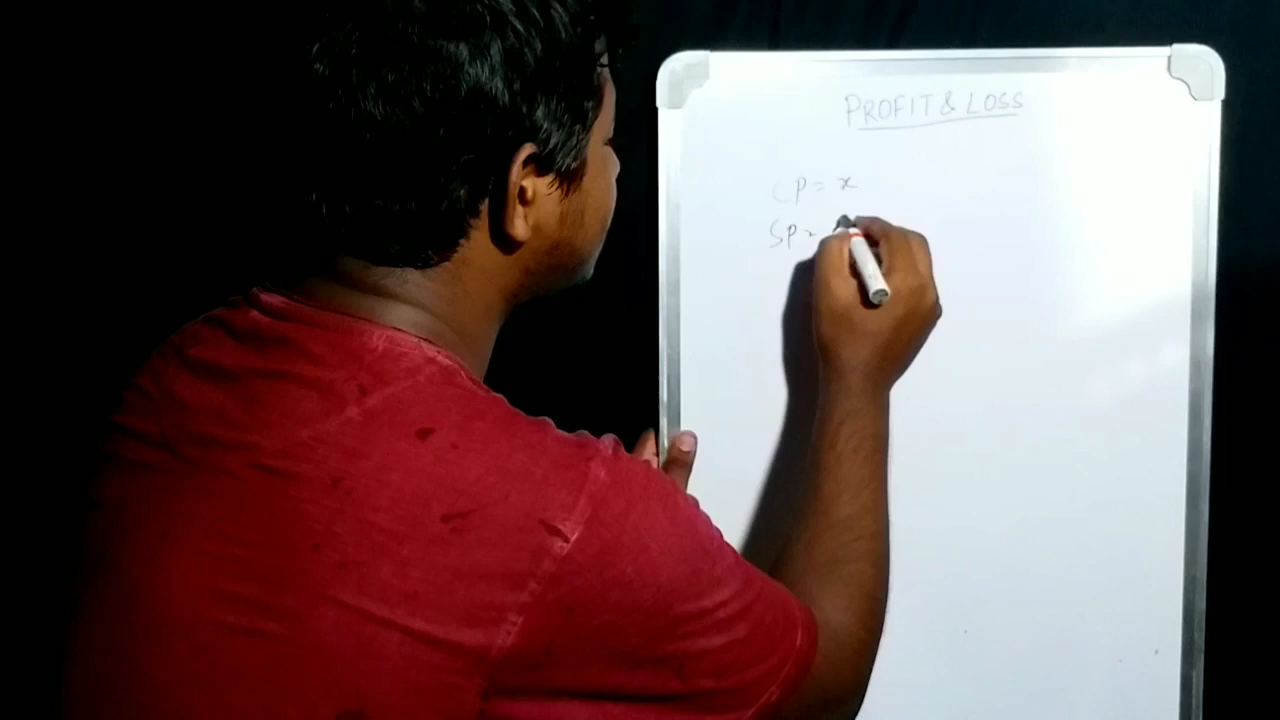 PROFIT & LOSS
CP = x
SP =